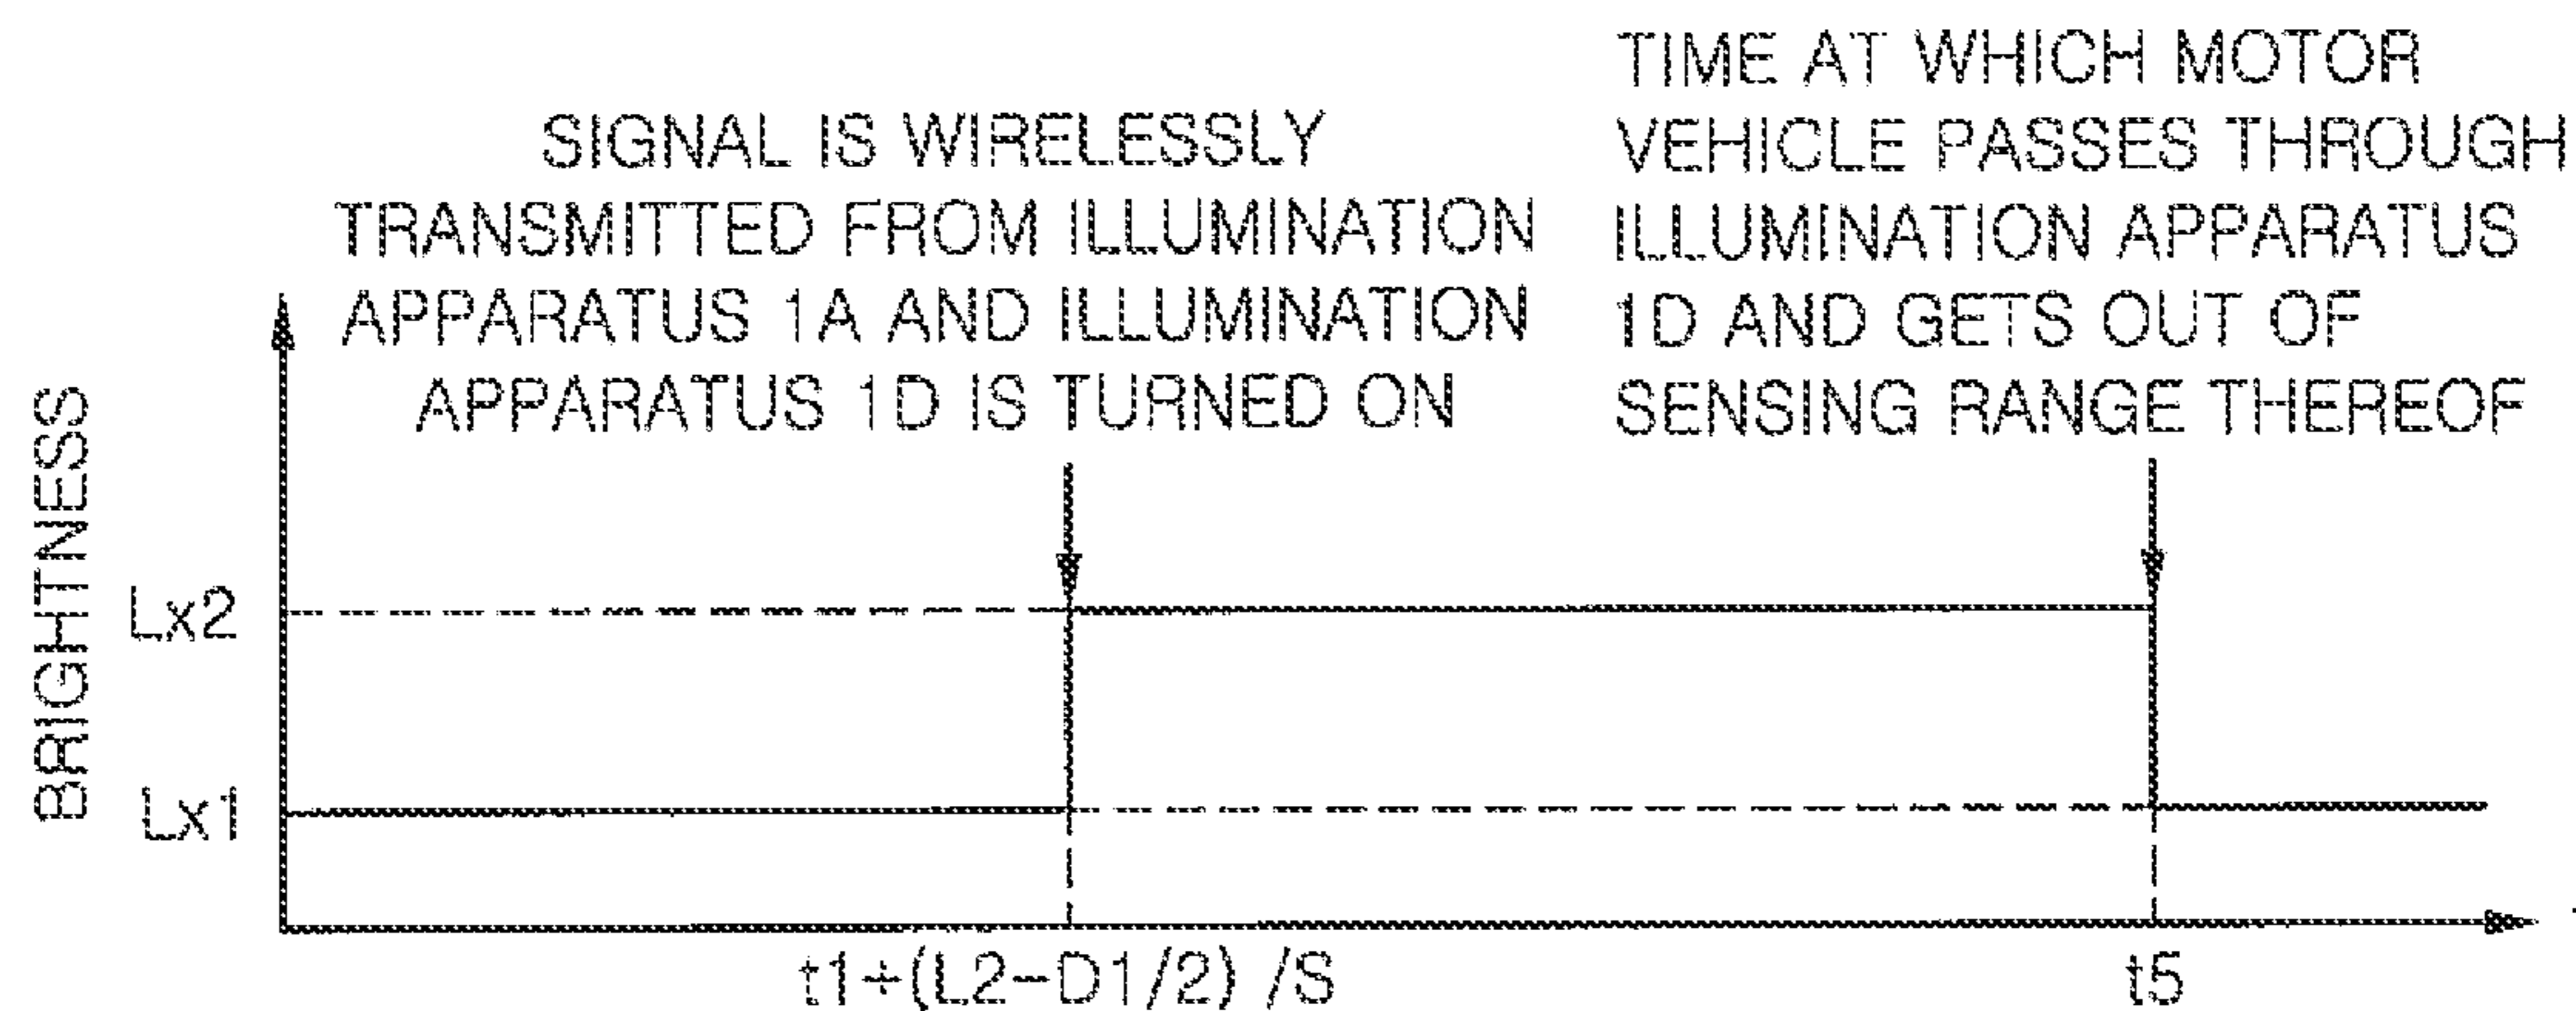 SIGNAL IS WIRELESSLY
TRANSMITTED FROM ILLUMINATION
APPARATUS 1A AND ILLUMINATION
APPARATUS 1D IS TURNED ON
TIME AT WHICH MOTOR
VEHICLE PASSES THROUGH
ILLUMINATION APPARATUS
1D AND GETS OUT OF
SENSING RANGE THEREOF
BRIGHTNESS
Lx2
Lx1
t1+(L2-D1/2) /S
t5